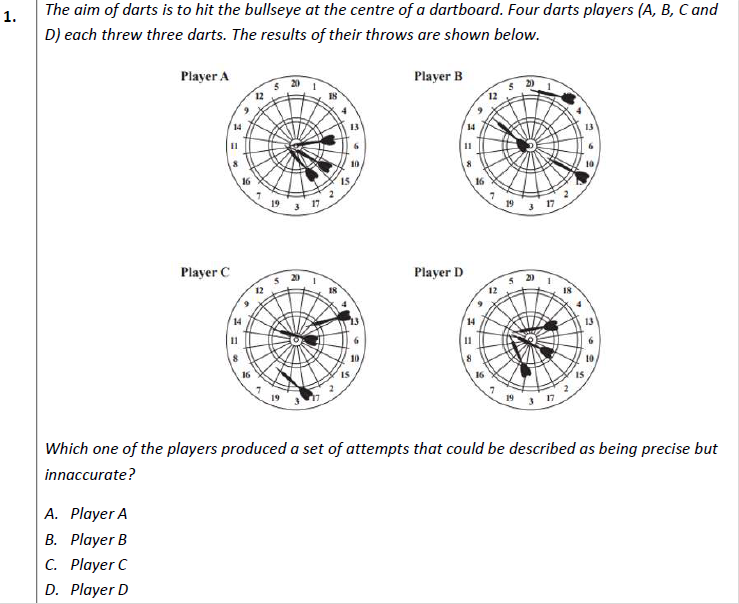 1.
The aim of darts is to hit the bullseye at the centre of a dartboard. Four darts players (A, B, C and
D) each threw three darts. The results of their throws are shown below.
Player A
20 1 18 4 13 6 10 15 2 17 3 19 7 16 8 11 14 9 12 5
Player B
20 1 4 13 6 10 15 2 17 3 19 7 16 8 11 14 9 12 5
Player C
20 1 18 4 13 6 10 15 2 17 3 19 7 16 8 11 14 9 12 5
Player D
20 1 18 4 13 6 10 15 2 17 3 19 7 16 8 11 14 9 12 5
Which one of the players produced a set of attempts that could be described as being precise but
innaccurate?
A. Player A
B. Player B
C. Player C
D. Player D